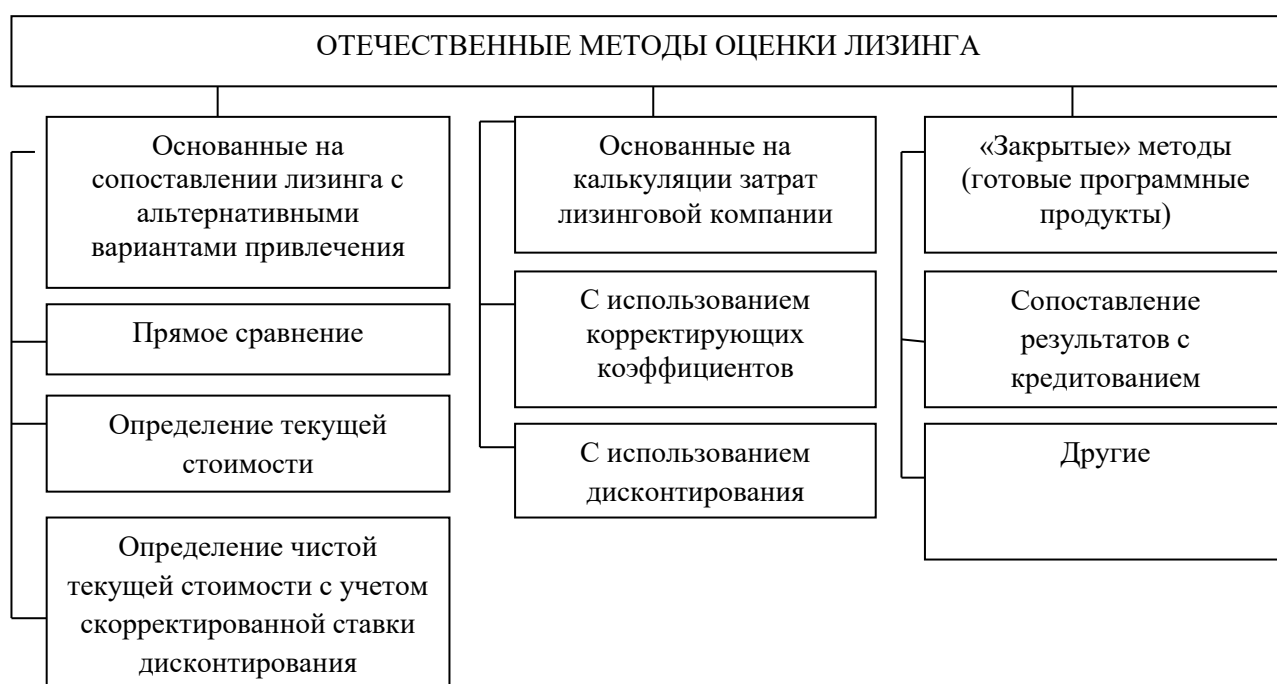 ОТЕЧЕСТВЕННЫЕ МЕТОДЫ ОЦЕНКИ ЛИЗИНГА
Основанные на
сопоставлении лизинга с
альтернативными
вариантами привлечения
Прямое сравнение
Определение текущей
стоимости
Определение чистой
текущей стоимости с учетом
скорректированной ставки
дисконтирования
Основанные на
калькуляции затрат
лизинговой компании
С использованием
корректирующих
коэффициентов
С использованием
дисконтирования
«Закрытые» методы
(готовые программные
продукты)
Сопоставление
результатов с
кредитованием
Другие